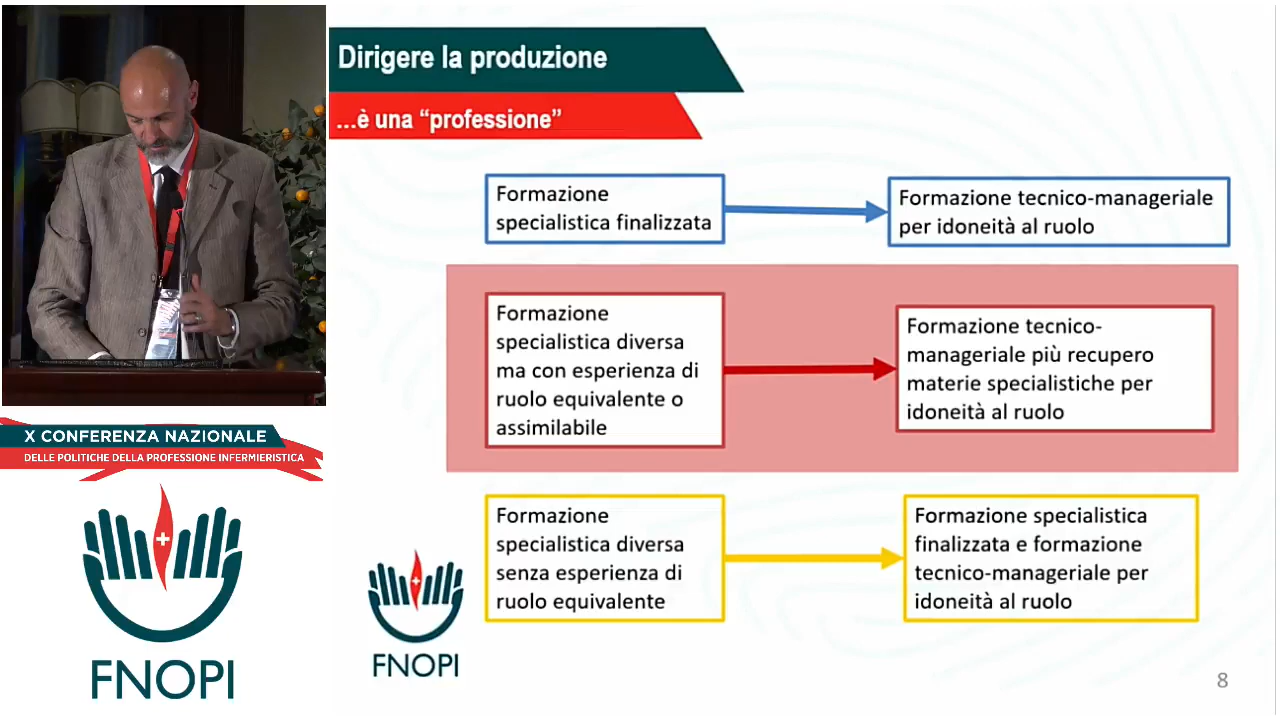 Dirigere la produzione
...è una “professione”
Formazione
specialistica finalizzata
Formazione tecnico-manageriale
per idoneità al ruolo
Formazione
specialistica diversa
ma con esperienza di
ruolo equivalente o
assimilabile
Formazione tecnico-
manageriale più recupero
materie specialistiche per
idoneità al ruolo
Formazione
specialistica diversa
senza esperienza di
ruolo equivalente
Formazione specialistica
finalizzata e formazione
tecnico-manageriale per
idoneità al ruolo
X CONFERENZA NAZIONALE
DELLE POLITICHE DELLA PROFESSIONE INFERMIERISTICA
FNOPI
FNOPI
8